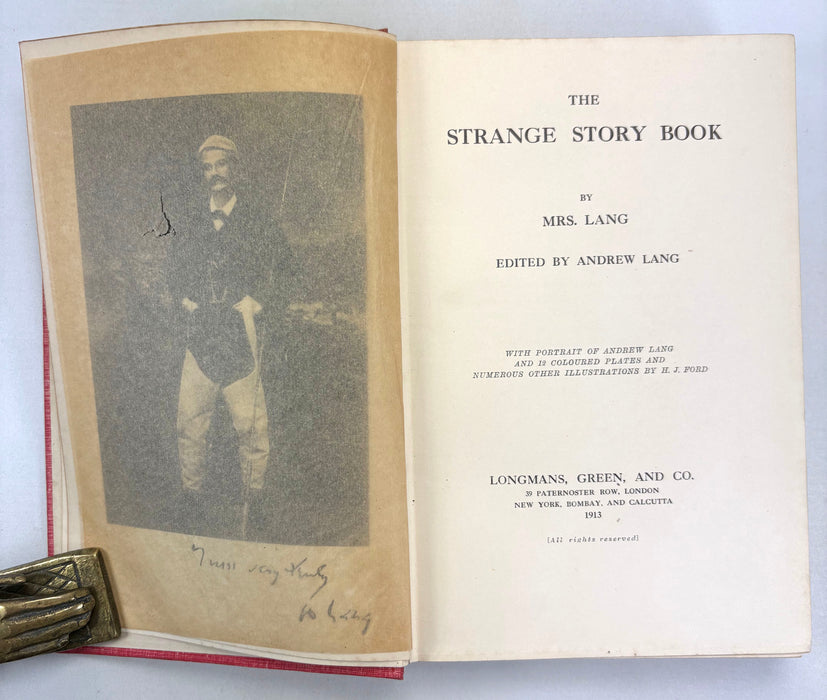 Yours very truly
A Lang
THE
STRANGE STORY BOOK
BY
MRS. LANG
EDITED BY ANDREW LANG
WITH PORTRAIT OF ANDREW LANG
AND 12 COLOURED PLATES AND
NUMEROUS OTHER ILLUSTRATIONS BY H. J. FORD
LONGMANS, GREEN, AND CO.
39 PATERNOSTER ROW, LONDON
NEW YORK, BOMBAY, AND CALCUTTA
1913
[All rights reserved]